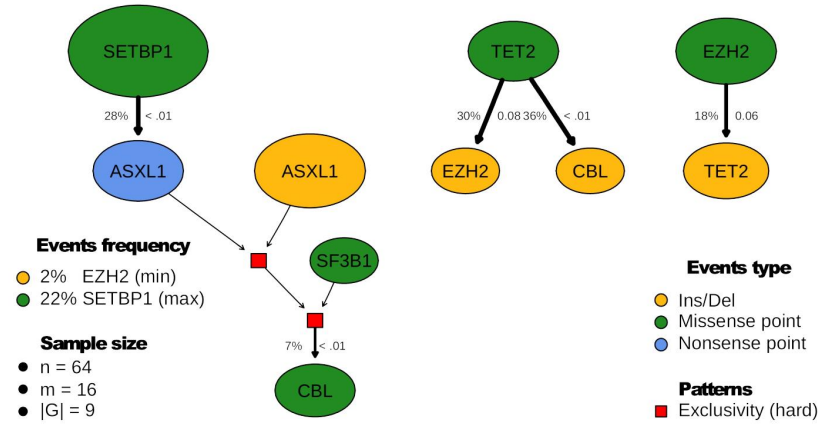 SETBP1
TET2
EZH2
28% < .01
30% 0.08 36% < .01
18% 0.06
ASXL1
ASXL1
EZH2
CBL
TET2
Events frequency
2% EZH2 (min)
22% SETBP1 (max)
SF3B1
Sample size
n = 64
m = 16
|G| = 9
7% < .01
CBL
Events type
Ins/Del
Missense point
Nonsense point
Patterns
Exclusivity (hard)